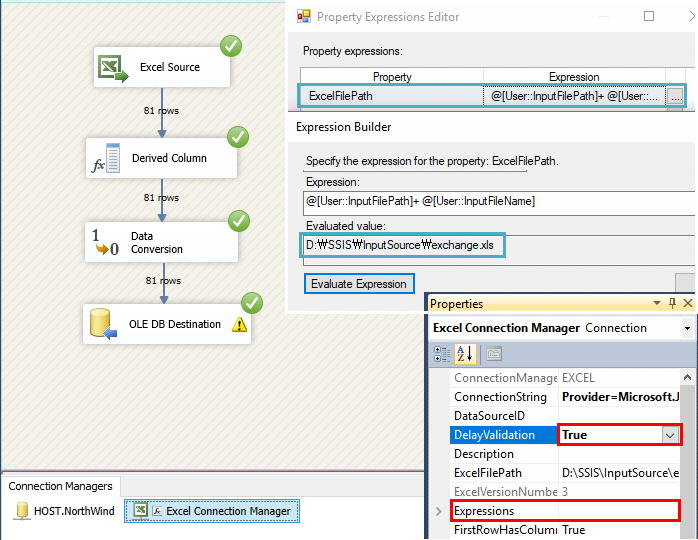 Excel Source
81 rows
Derived Column
81 rows
1
0
Data
Conversion
81 rows
OLE DB Destination
Property Expressions Editor
Property expressions:
Property Expression
ExcelFilePath @[User::InputFilePath]+ @[User::... ...
Expression Builder
Specify the expression for the property: ExcelFilePath.
Expression:
@[User::InputFilePath]+ @[User::InputFileName]
Evaluated value:
D:₩SSIS₩InputSource₩exchange.xls
Evaluate Expression
Properties
Excel Connection Manager Connection
ConnectionManage EXCEL
ConnectionString Provider=Microsoft.J
DataSourceID
DelayValidation True
Description
ExcelFilePath D:\SSIS\InputSource\e
ExcelVersionNumbe 3
Expressions
FirstRowHasColumn True
Connection Managers
HOST.NorthWind
fx Excel Connection Manager